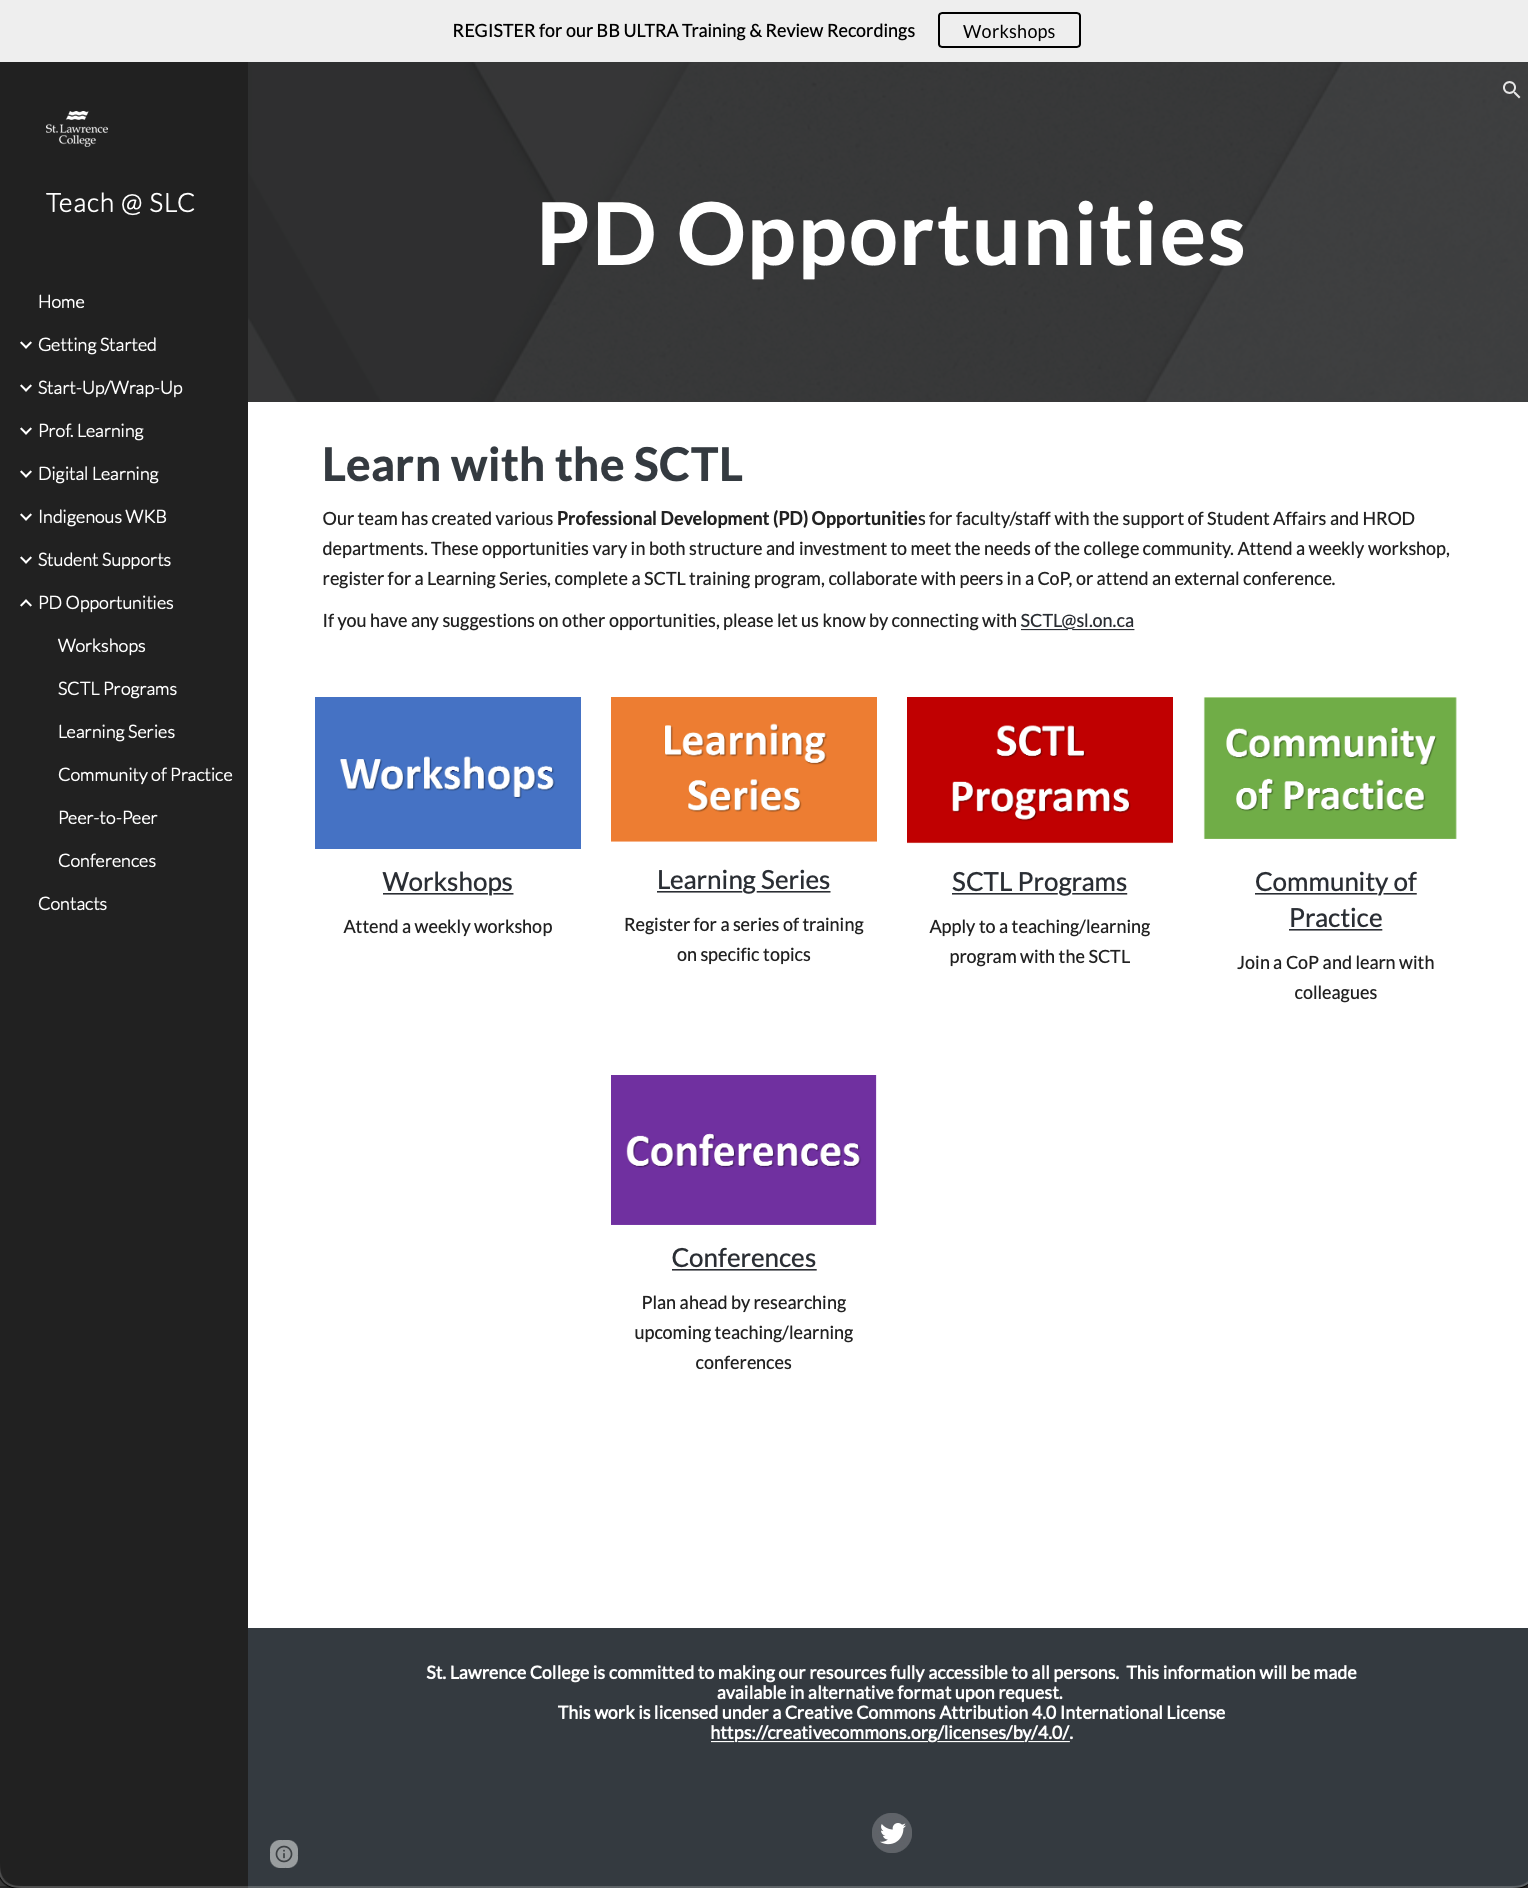 REGISTER for our BB ULTRA Training & Review Recordings
Workshops
St. Lawrence
College
Teach @ SLC
Home
Getting Started
Start-Up/Wrap-Up
Prof. Learning
Digital Learning
Indigenous WKB
Student Supports
PD Opportunities
Workshops
SCTL Programs
Learning Series
Community of Practice
Peer-to-Peer
Conferences
Contacts
PD Opportunities
Learn with the SCTL
Our team has created various Professional Development (PD) Opportunities for faculty/staff with the support of Student Affairs and HROD
departments. These opportunities vary in both structure and investment to meet the needs of the college community. Attend a weekly workshop,
register for a Learning Series, complete a SCTL training program, collaborate with peers in a CoP, or attend an external conference.
If you have any suggestions on other opportunities, please let us know by connecting with SCTL@sl.on.ca
Workshops
Workshops
Attend a weekly workshop
Learning
Series
Learning Series
Register for a series of training
on specific topics
SCTL
Programs
SCTL Programs
Apply to a teaching/learning
program with the SCTL
Community
of Practice
Community of
Practice
Join a CoP and learn with
colleagues
Conferences
Conferences
Plan ahead by researching
upcoming teaching/learning
conferences
St. Lawrence College is committed to making our resources fully accessible to all persons.  This information will be made
available in alternative format upon request.
This work is licensed under a Creative Commons Attribution 4.0 International License
https://creativecommons.org/licenses/by/4.0/.